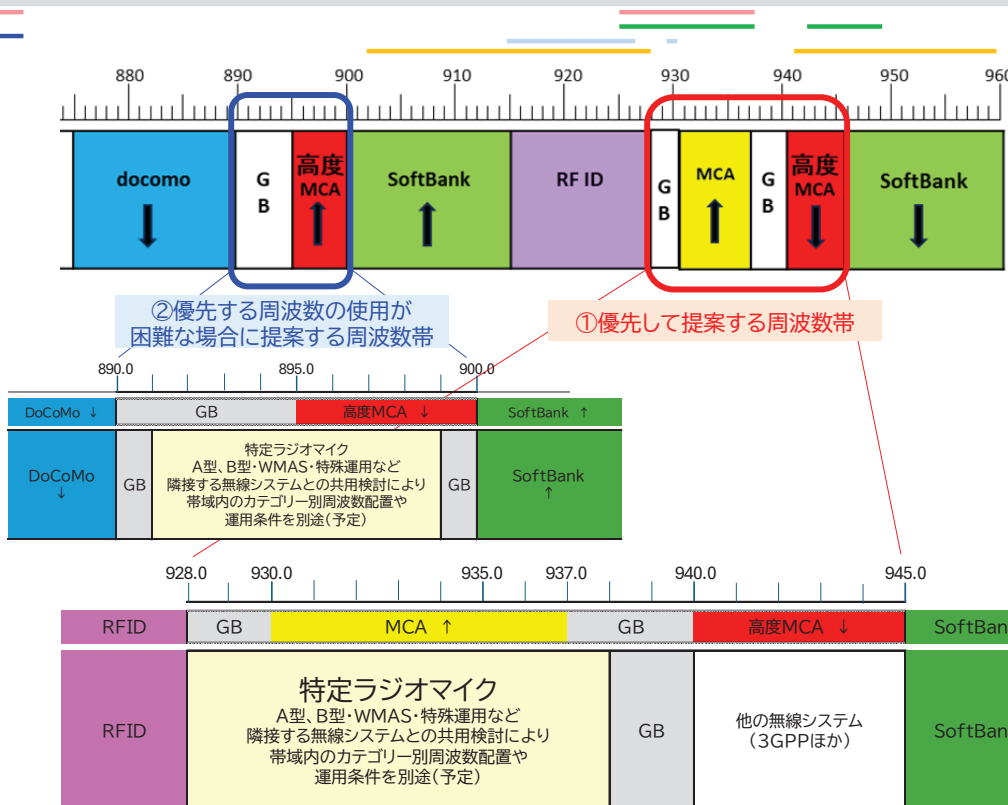 880 890 900 910 920 930 940 950 960
docomo ↓
G
B
高度
MCA
↑
SoftBank
↑
RF ID
G
B
MCA
↑
G
B
高度
MCA
↓
SoftBank
↓
②優先する周波数の使用が
困難な場合に提案する周波数帯
①優先して提案する周波数帯
890.0 895.0 900.0
DoCoMo ↓ GB 高度MCA ↓ SoftBank ↑
DoCoMo
↓
GB
特定ラジオマイク
A型、B型・WMAS・特殊運用など
隣接する無線システムとの共用検討により
帯域内のカテゴリー別周波数配置や
運用条件を別途(予定)
GB
SoftBank
↑
928.0 930.0 935.0 937.0 940.0 945.0
RFID GB MCA ↑ GB 高度MCA ↓ SoftBan
RFID
特定ラジオマイク
A型、B型・WMAS・特殊運用など
隣接する無線システムとの共用検討により
帯域内のカテゴリー別周波数配置や
運用条件を別途(予定)
GB
他の無線システム
(3GPPほか)
SoftBan